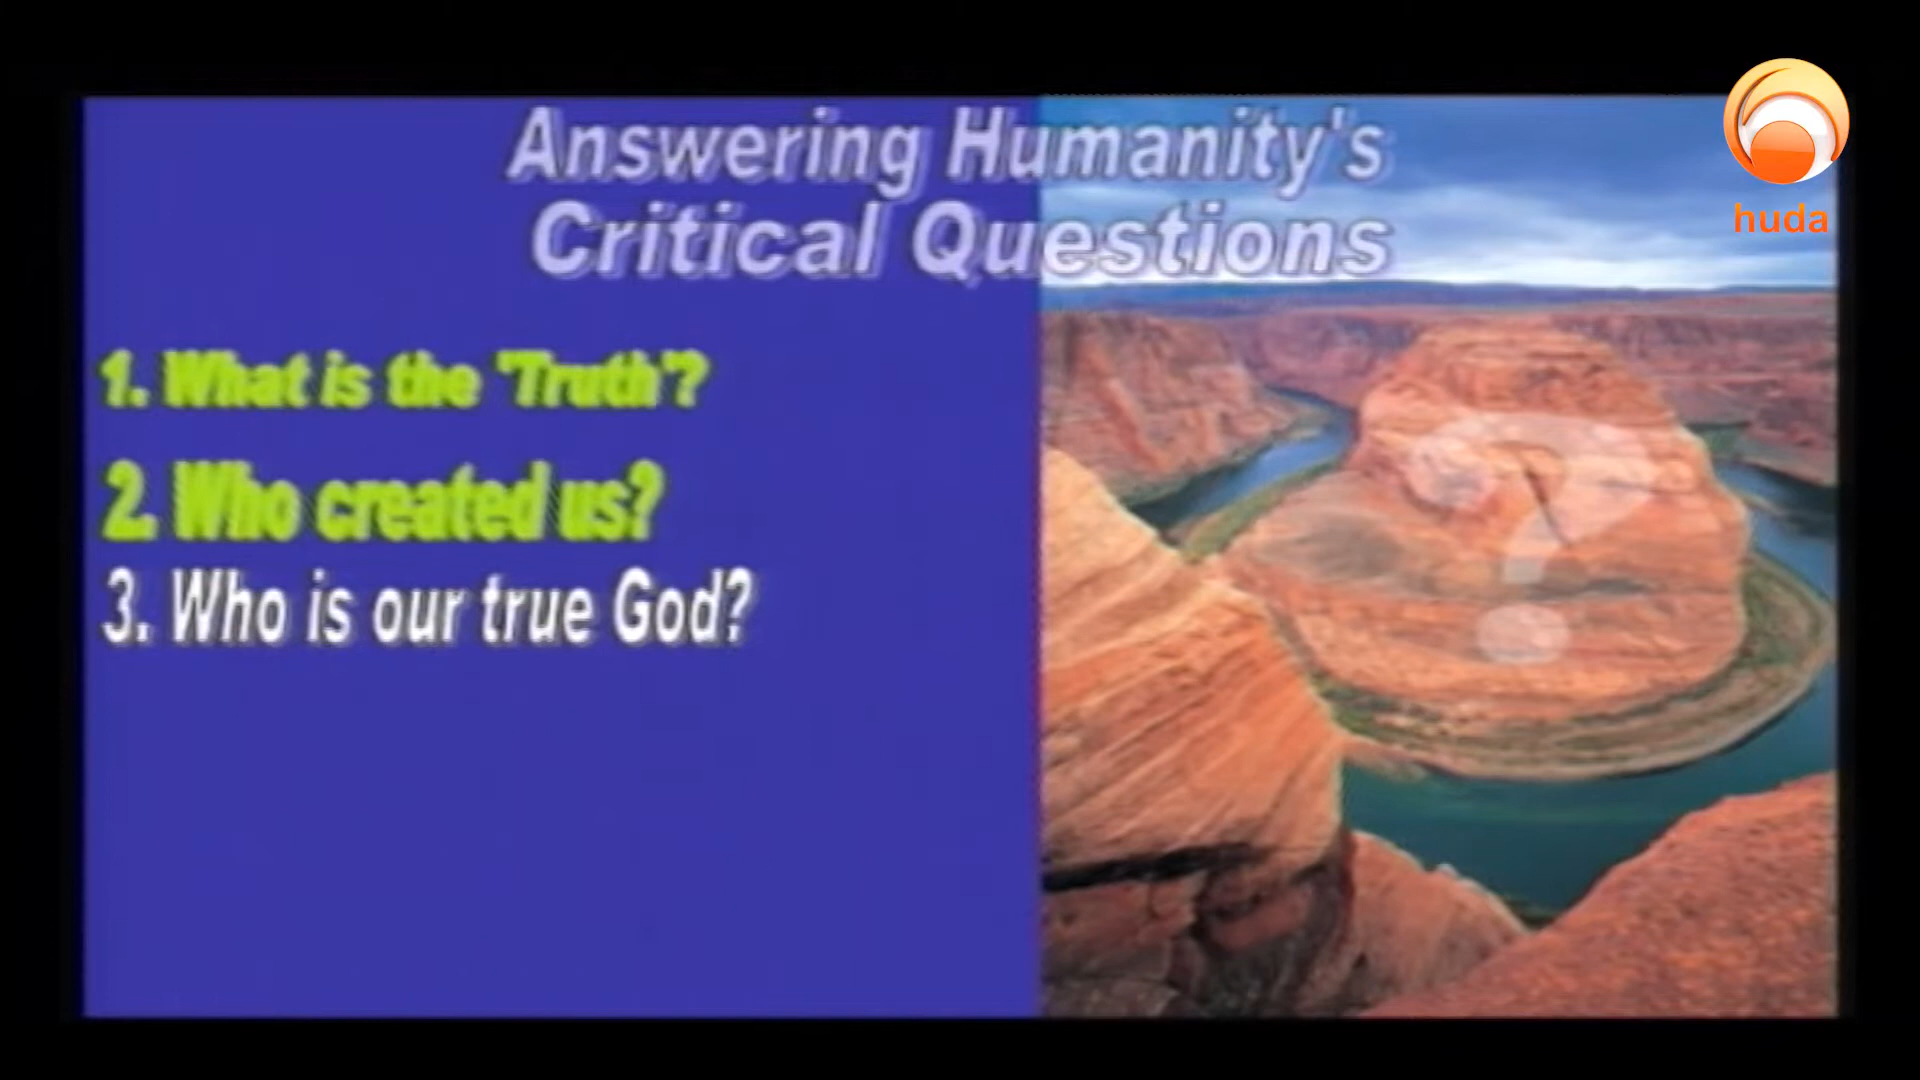 Answering Humanity's
Critical Questions
huda
1. What is the 'Truth'?
2. Who created us?
3. Who is our true God?